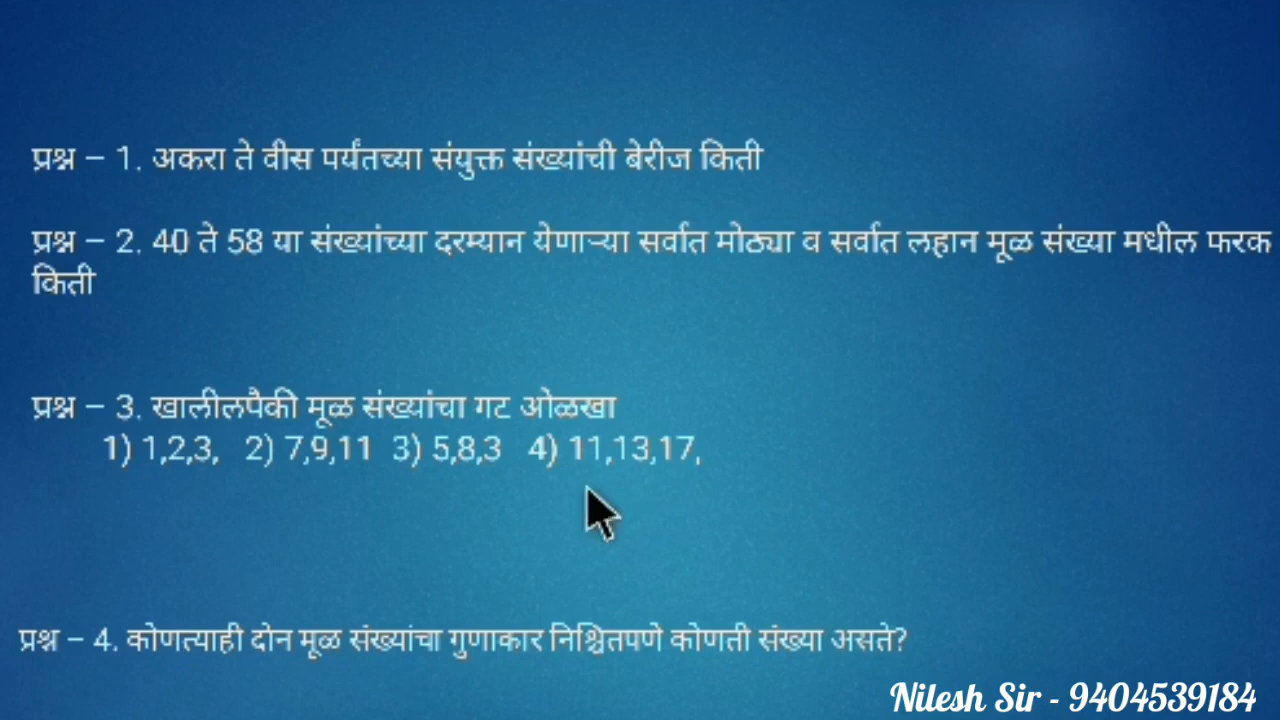 प्रश्न – 1. अकरा ते वीस पर्यंतच्या संयुक्त संख्यांची बेरीज किती
प्रश्न – 2. 40 ते 58 या संख्यांच्या दरम्यान येणाऱ्या सर्वात मोठ्या व सर्वात लहान मूळ संख्या मधील फरक
किती
प्रश्न – 3. खालीलपैकी मूळ संख्यांचा गट ओळखा
1) 1,2,3, 2) 7,9,11 3) 5,8,3 4) 11,13,17,
प्रश्न – 4. कोणत्याही दोन मूळ संख्यांचा गुणाकार निश्चितपणे कोणती संख्या असते?
Nilesh Sir - 9404539184